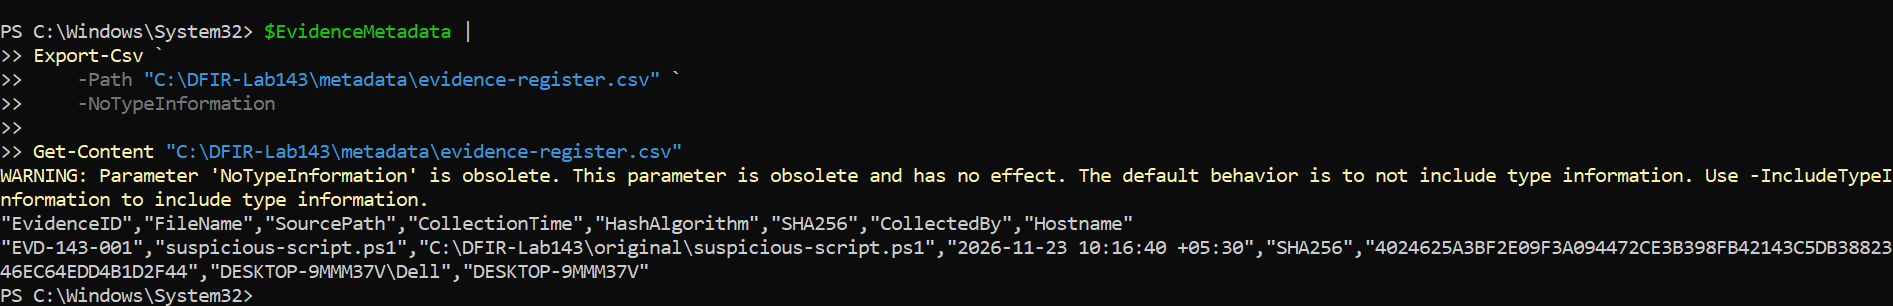 PS C:\Windows\System32> $EvidenceMetadata |
>> Export-Csv `
>>     -Path "C:\DFIR-Lab143\metadata\evidence-register.csv" `
>>     -NoTypeInformation
>>
>> Get-Content "C:\DFIR-Lab143\metadata\evidence-register.csv"
WARNING: Parameter 'NoTypeInformation' is obsolete. This parameter is obsolete and has no effect. The default behavior is to not include type information. Use -IncludeTypeI
nformation to include type information.
"EvidenceID","FileName","SourcePath","CollectionTime","HashAlgorithm","SHA256","CollectedBy","Hostname"
"EVD-143-001","suspicious-script.ps1","C:\DFIR-Lab143\original\suspicious-script.ps1","2026-11-23 10:16:40 +05:30","SHA256","4024625A3BF2E09F3A094472CE3B398FB42143C5DB38823
46EC64EDD4B1D2F44","DESKTOP-9MMM37V\Dell","DESKTOP-9MMM37V"
PS C:\Windows\System32>